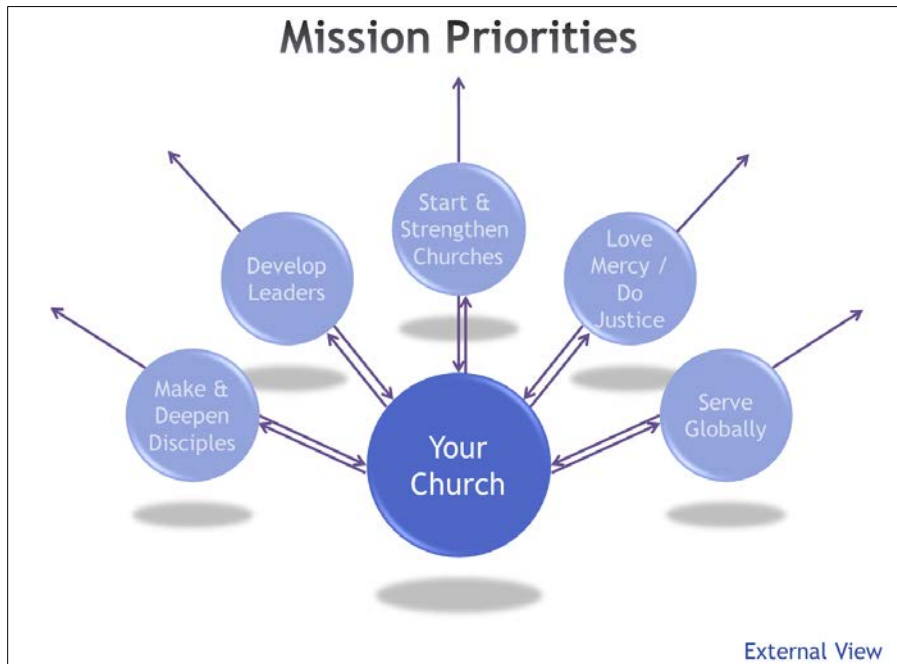 Mission Priorities
Start &
Strengthen
Churches
Develop
Leaders
Love
Mercy /
Do
Justice
Make &
Deepen
Disciples
Serve
Globally
Your
Church
External View